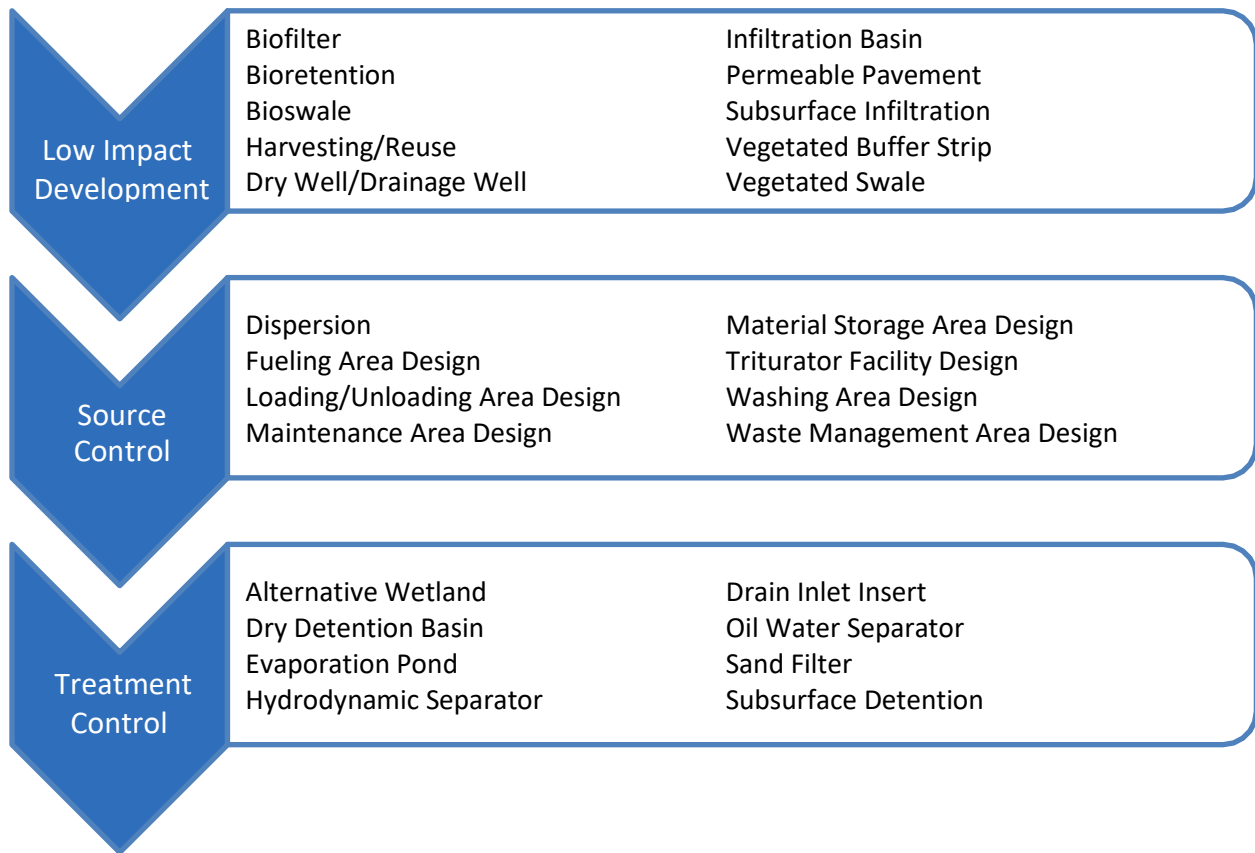 Low Impact
Development
Biofilter
Bioretention
Bioswale
Harvesting/Reuse
Dry Well/Drainage Well
Infiltration Basin
Permeable Pavement
Subsurface Infiltration
Vegetated Buffer Strip
Vegetated Swale
Source
Control
Dispersion
Fueling Area Design
Loading/Unloading Area Design
Maintenance Area Design
Material Storage Area Design
Triturator Facility Design
Washing Area Design
Waste Management Area Design
Treatment
Control
Alternative Wetland
Dry Detention Basin
Evaporation Pond
Hydrodynamic Separator
Drain Inlet Insert
Oil Water Separator
Sand Filter
Subsurface Detention